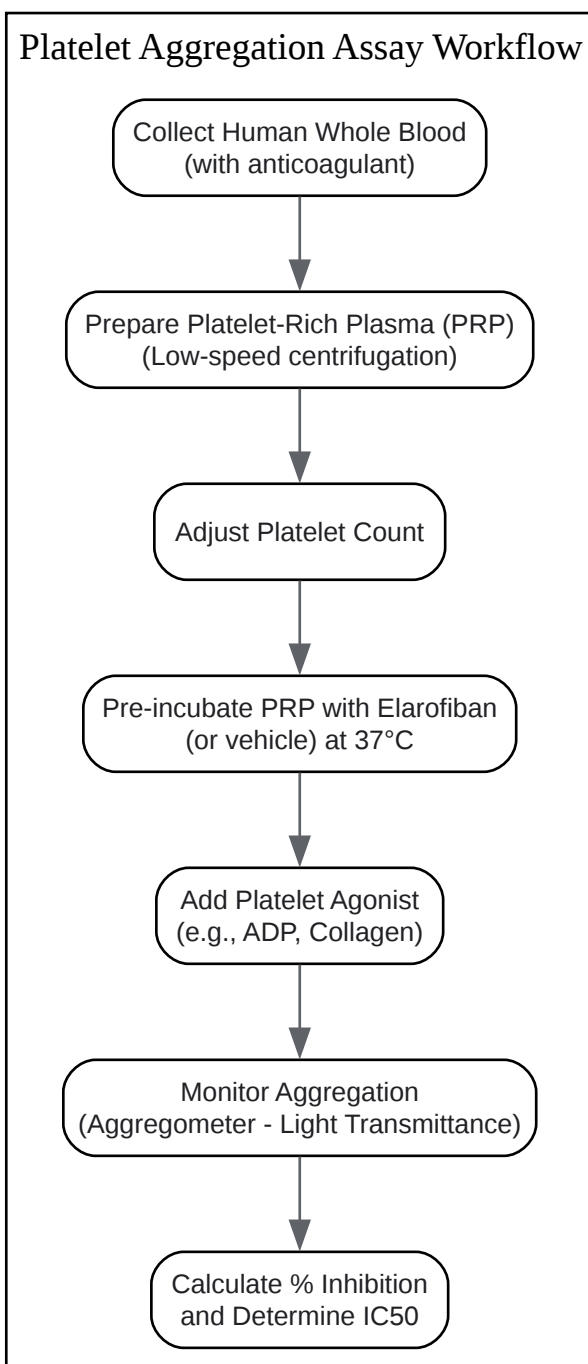 Platelet Aggregation Assay Workflow
Collect Human Whole Blood
(with anticoagulant)
Prepare Platelet-Rich Plasma (PRP)
(Low-speed centrifugation)
Adjust Platelet Count
Pre-incubate PRP with Elarofiban
(or vehicle) at 37°C
Add Platelet Agonist
(e.g., ADP, Collagen)
Monitor Aggregation
(Aggregometer - Light Transmittance)
Calculate % Inhibition
and Determine IC50